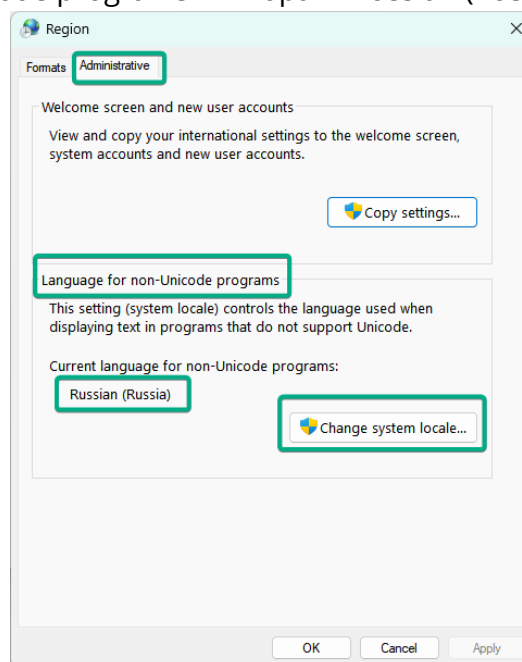 Region
Formats Administrative
Welcome screen and new user accounts
View and copy your international settings to the welcome screen,
system accounts and new user accounts.
Copy settings...
Language for non-Unicode programs
This setting (system locale) controls the language used when
displaying text in programs that do not support Unicode.
Current language for non-Unicode programs:
Russian (Russia)
Change system locale...
OK Cancel Apply